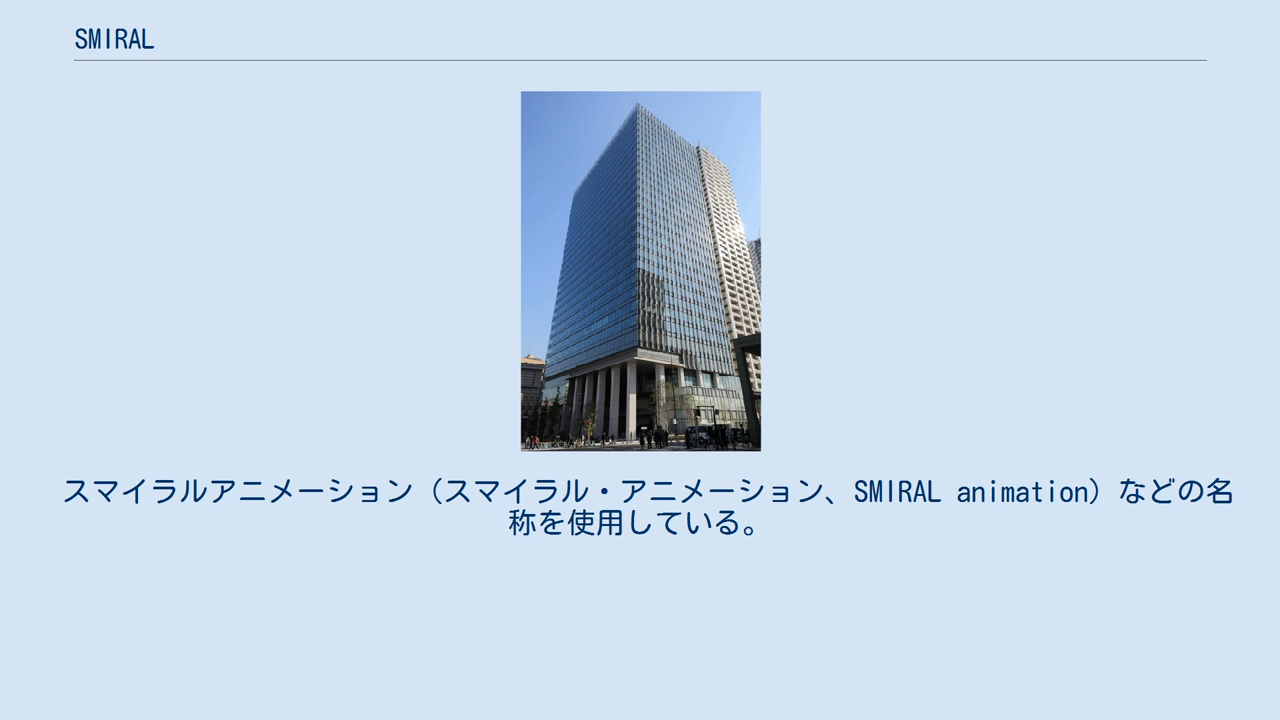 SMIRAL
スマイラルアニメーション（スマイラル・アニメーション、SMIRAL animation）などの名
称を使用している。